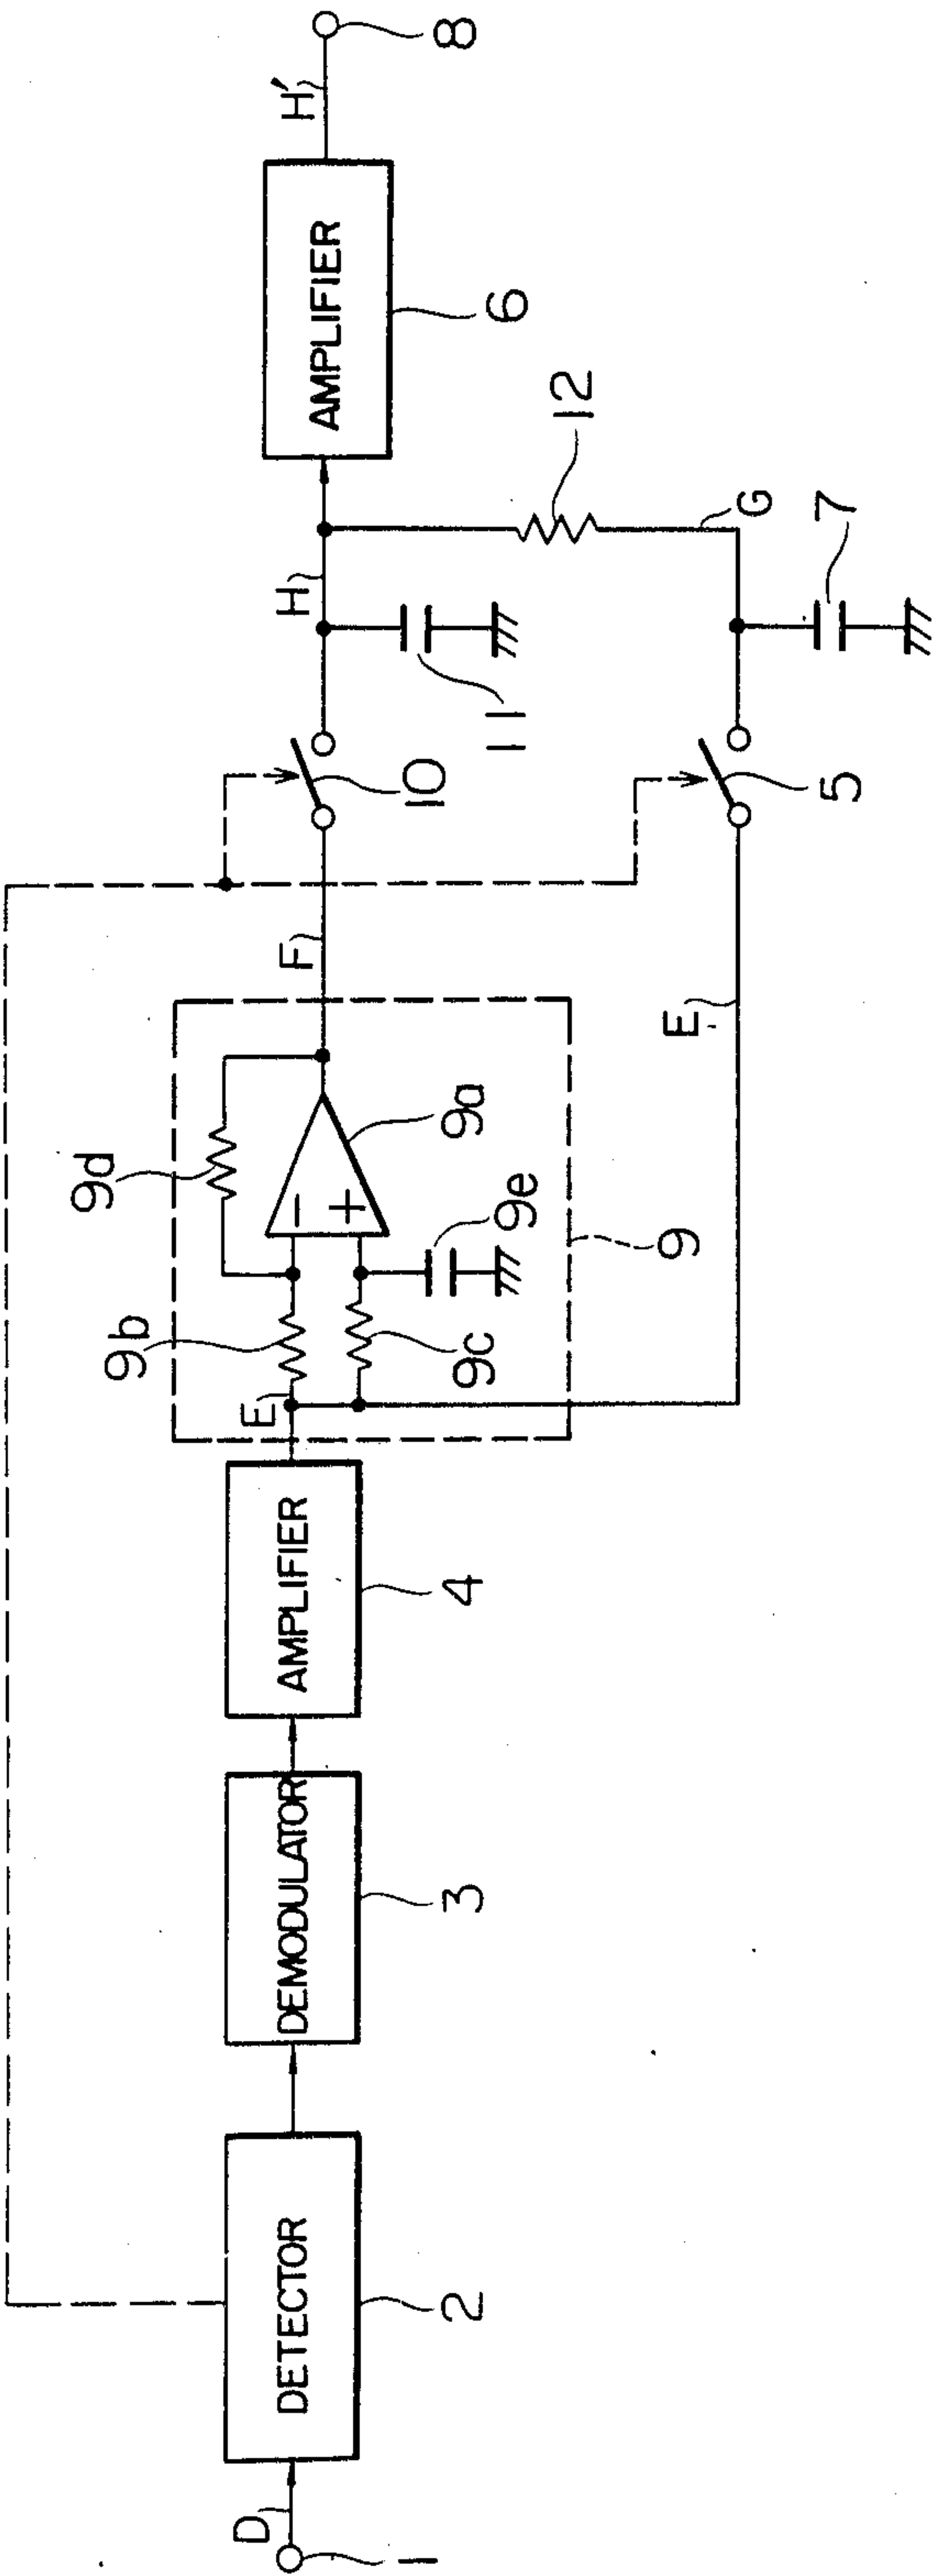 1
D
DETECTOR
2
DEMODULATOR
3
AMPLIFIER
4
E
9b
9c
9d
9e
9a
9
F
E
10
5
11
H
7
G
12
AMPLIFIER
6
H'
8